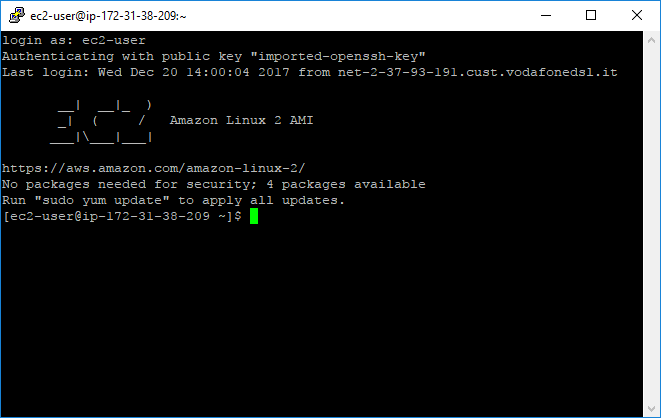 ec2-user@ip-172-31-38-209:~
login as: ec2-user
Authenticating with public key "imported-openssh-key"
Last login: Wed Dec 20 14:00:04 2017 from net-2-37-93-191.cust.vodafonedsl.it
       __|  __|_  )
       _|  (     /   Amazon Linux 2 AMI
      ___|\___|___|
https://aws.amazon.com/amazon-linux-2/
No packages needed for security; 4 packages available
Run "sudo yum update" to apply all updates.
[ec2-user@ip-172-31-38-209 ~]$